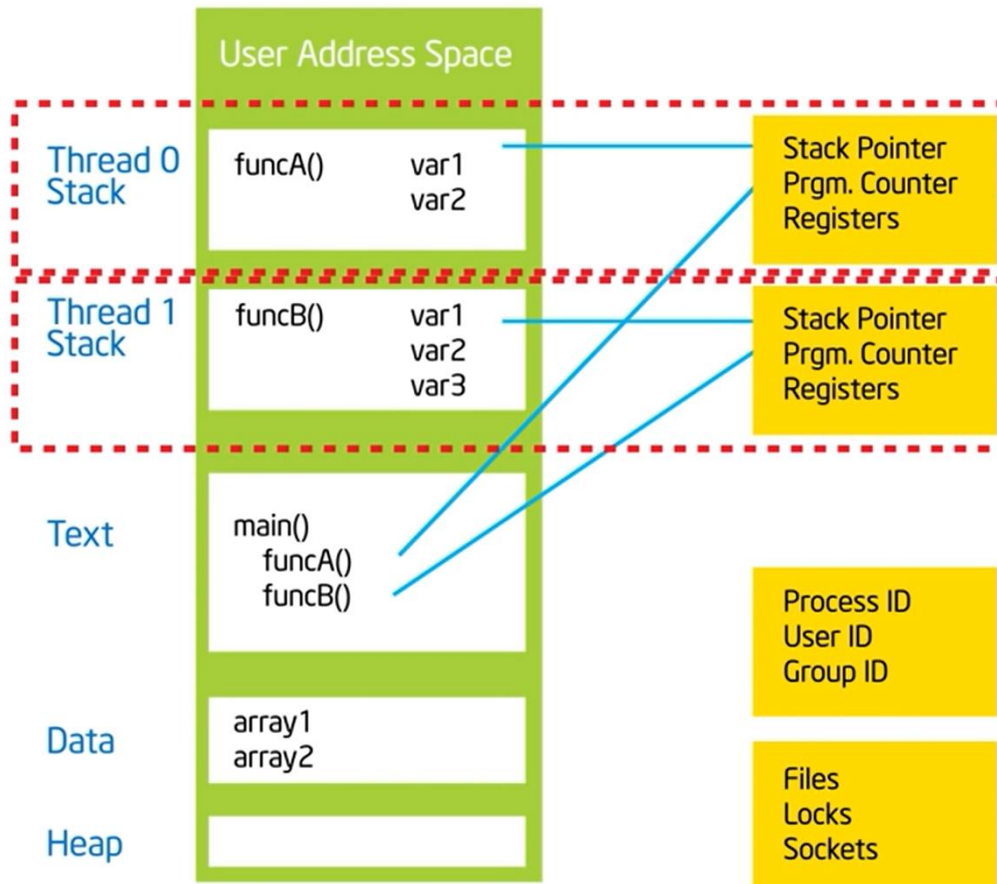 User Address Space
Thread 0
Stack
funcA() var1
var2
Stack Pointer
Prgm. Counter
Registers
Thread 1
Stack
funcB() var1
var2
var3
Stack Pointer
Prgm. Counter
Registers
Text
main()
funcA()
funcB()
Process ID
User ID
Group ID
Data
array1
array2
Files
Locks
Sockets
Heap